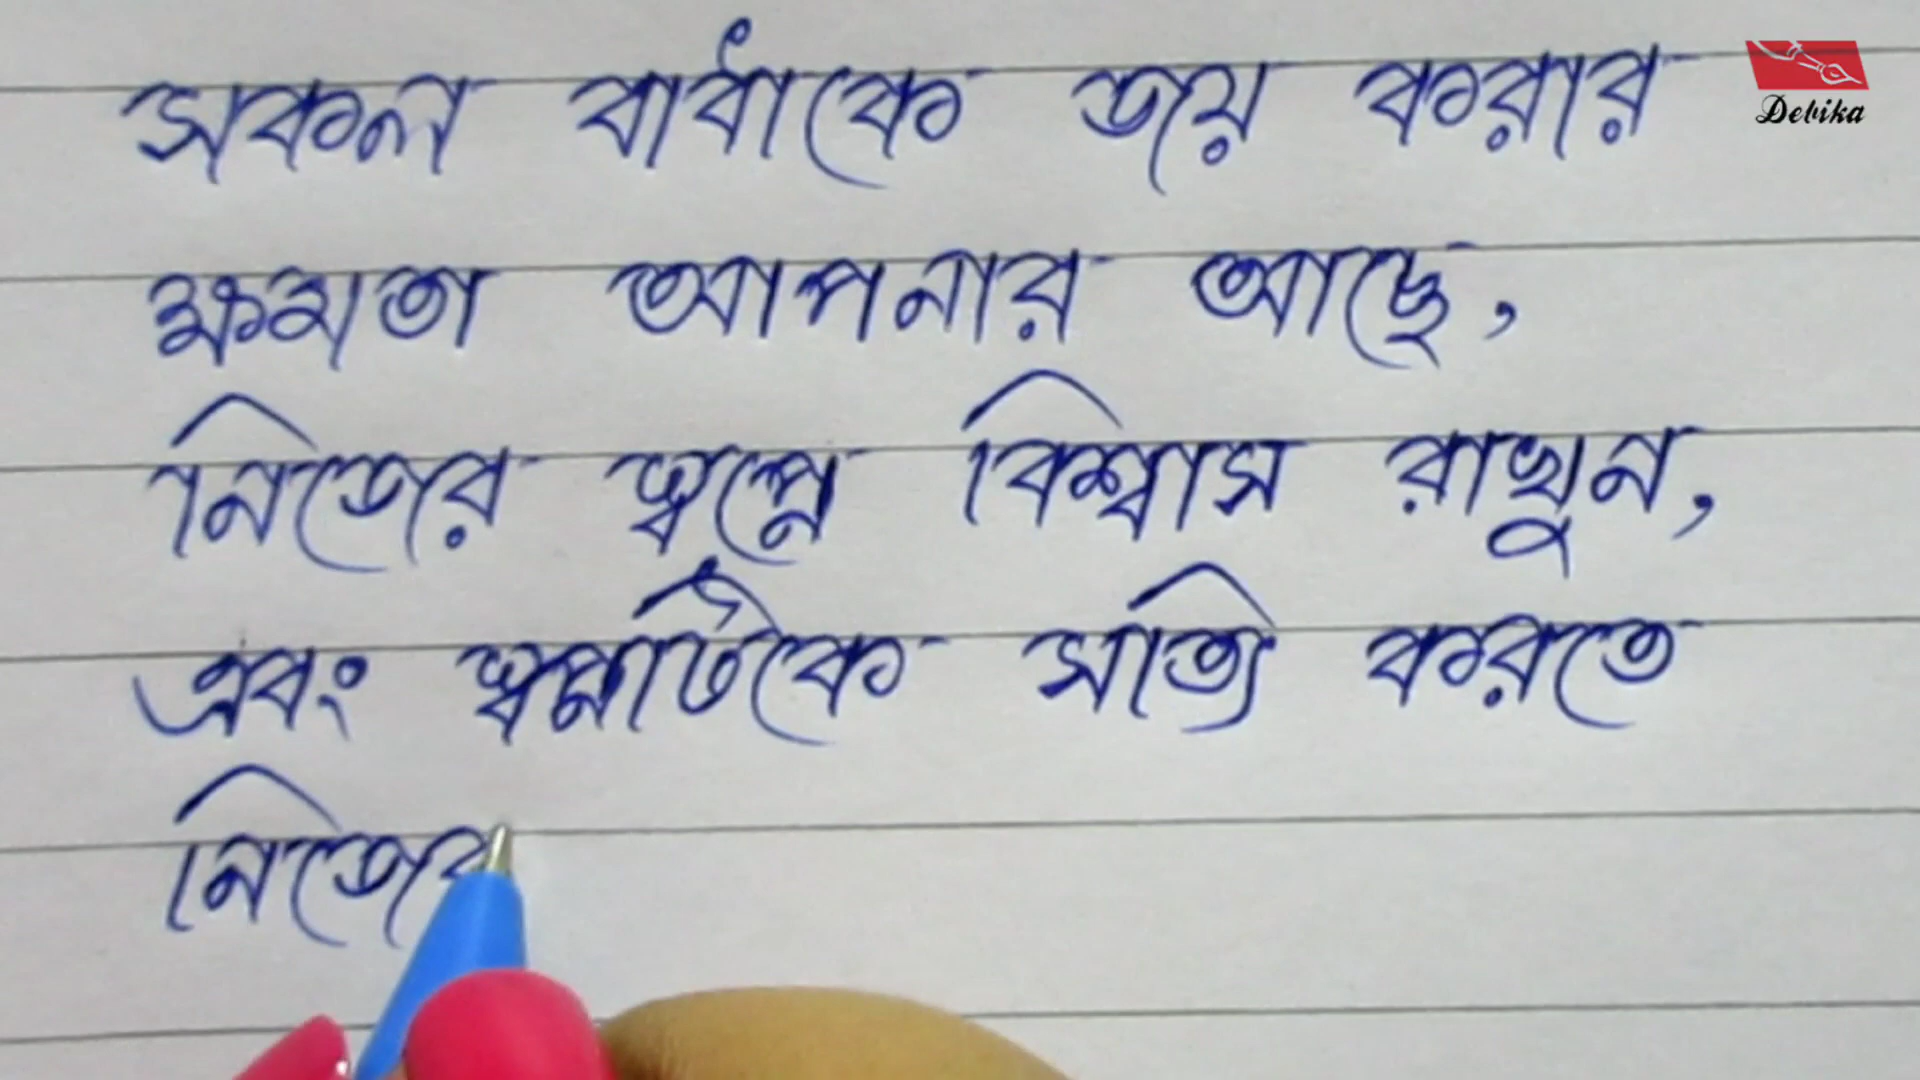 সকল বাধাঁকে জয় করার
ক্ষমতা আপনার আছে,
নিজের স্বপ্নে বিশ্বাস রাখুন,
এবং স্বপ্নটিকে সত্যি করতে
নিজের
Debika